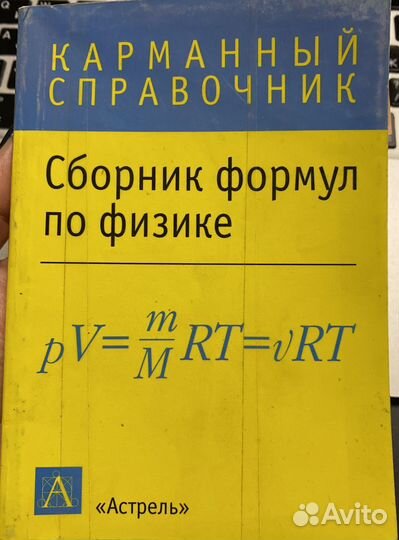 КАРМАННЫЙ
СПРАВОЧНИК
Сборник формул
по физике
pV=m/M RT=νRT
А
«Астрель»
Avito